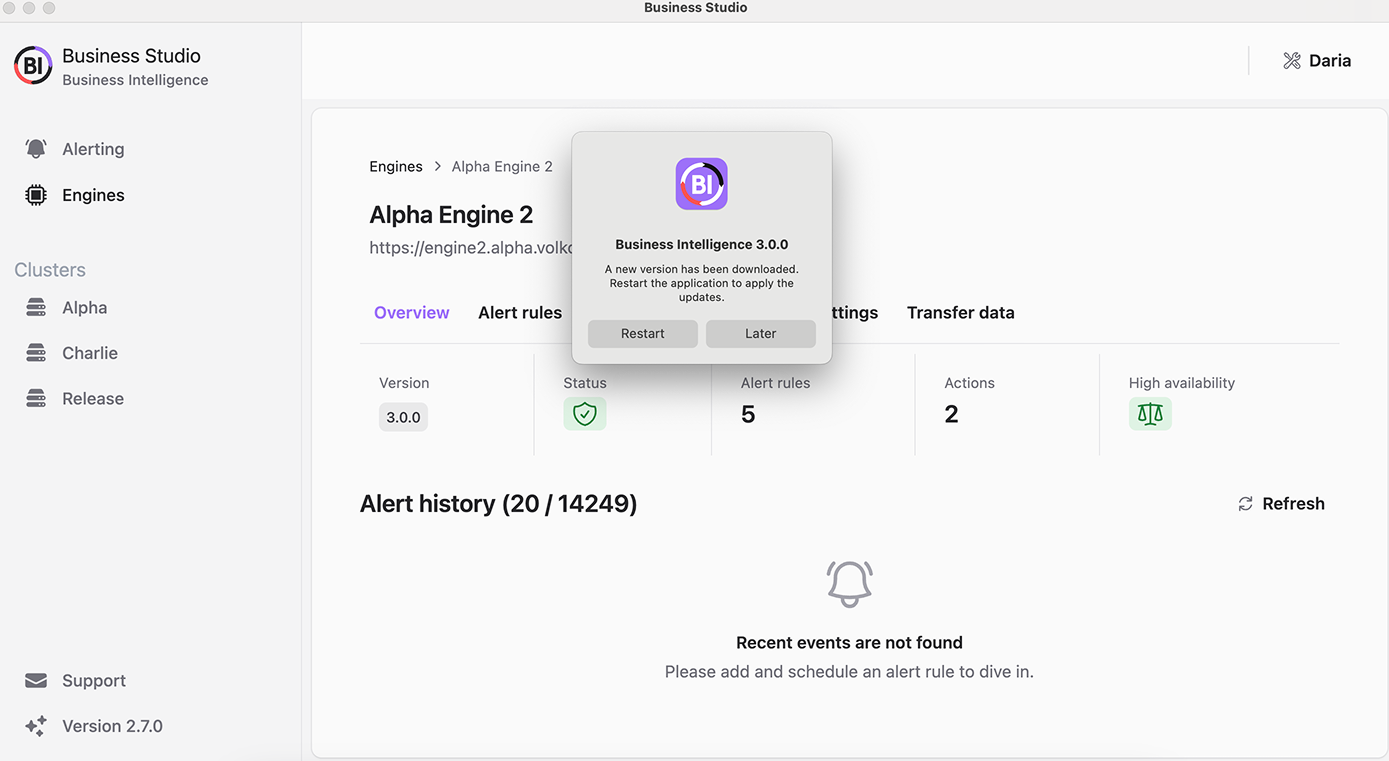 Business Studio
BI
Business Studio
Business Intelligence
Daria
Alerting
Engines
Clusters
Alpha
Charlie
Release
Support
Version 2.7.0
Engines > Alpha Engine 2
Alpha Engine 2
https://engine2.alpha.volk
Overview Alert rules Transfer data
BI
Business Intelligence 3.0.0
A new version has been downloaded.
Restart the application to apply the
updates.
Restart Later
Version Status Alert rules Actions High availability
3.0.0 5 2
Alert history (20 / 14249)
Refresh
Recent events are not found
Please add and schedule an alert rule to dive in.